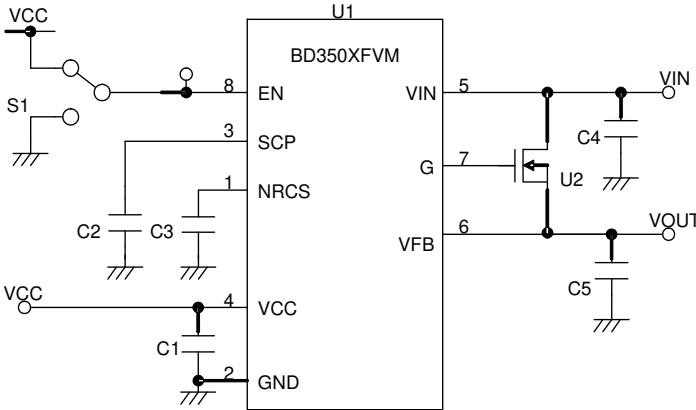 U1
VCC
BD350XFVM
8 EN
VIN 5
VIN
S1
3 SCP
C4
G 7
U2
1 NRCS
C2
C3
VFB 6
VOUT
C5
VCC
4 VCC
C1
2 GND